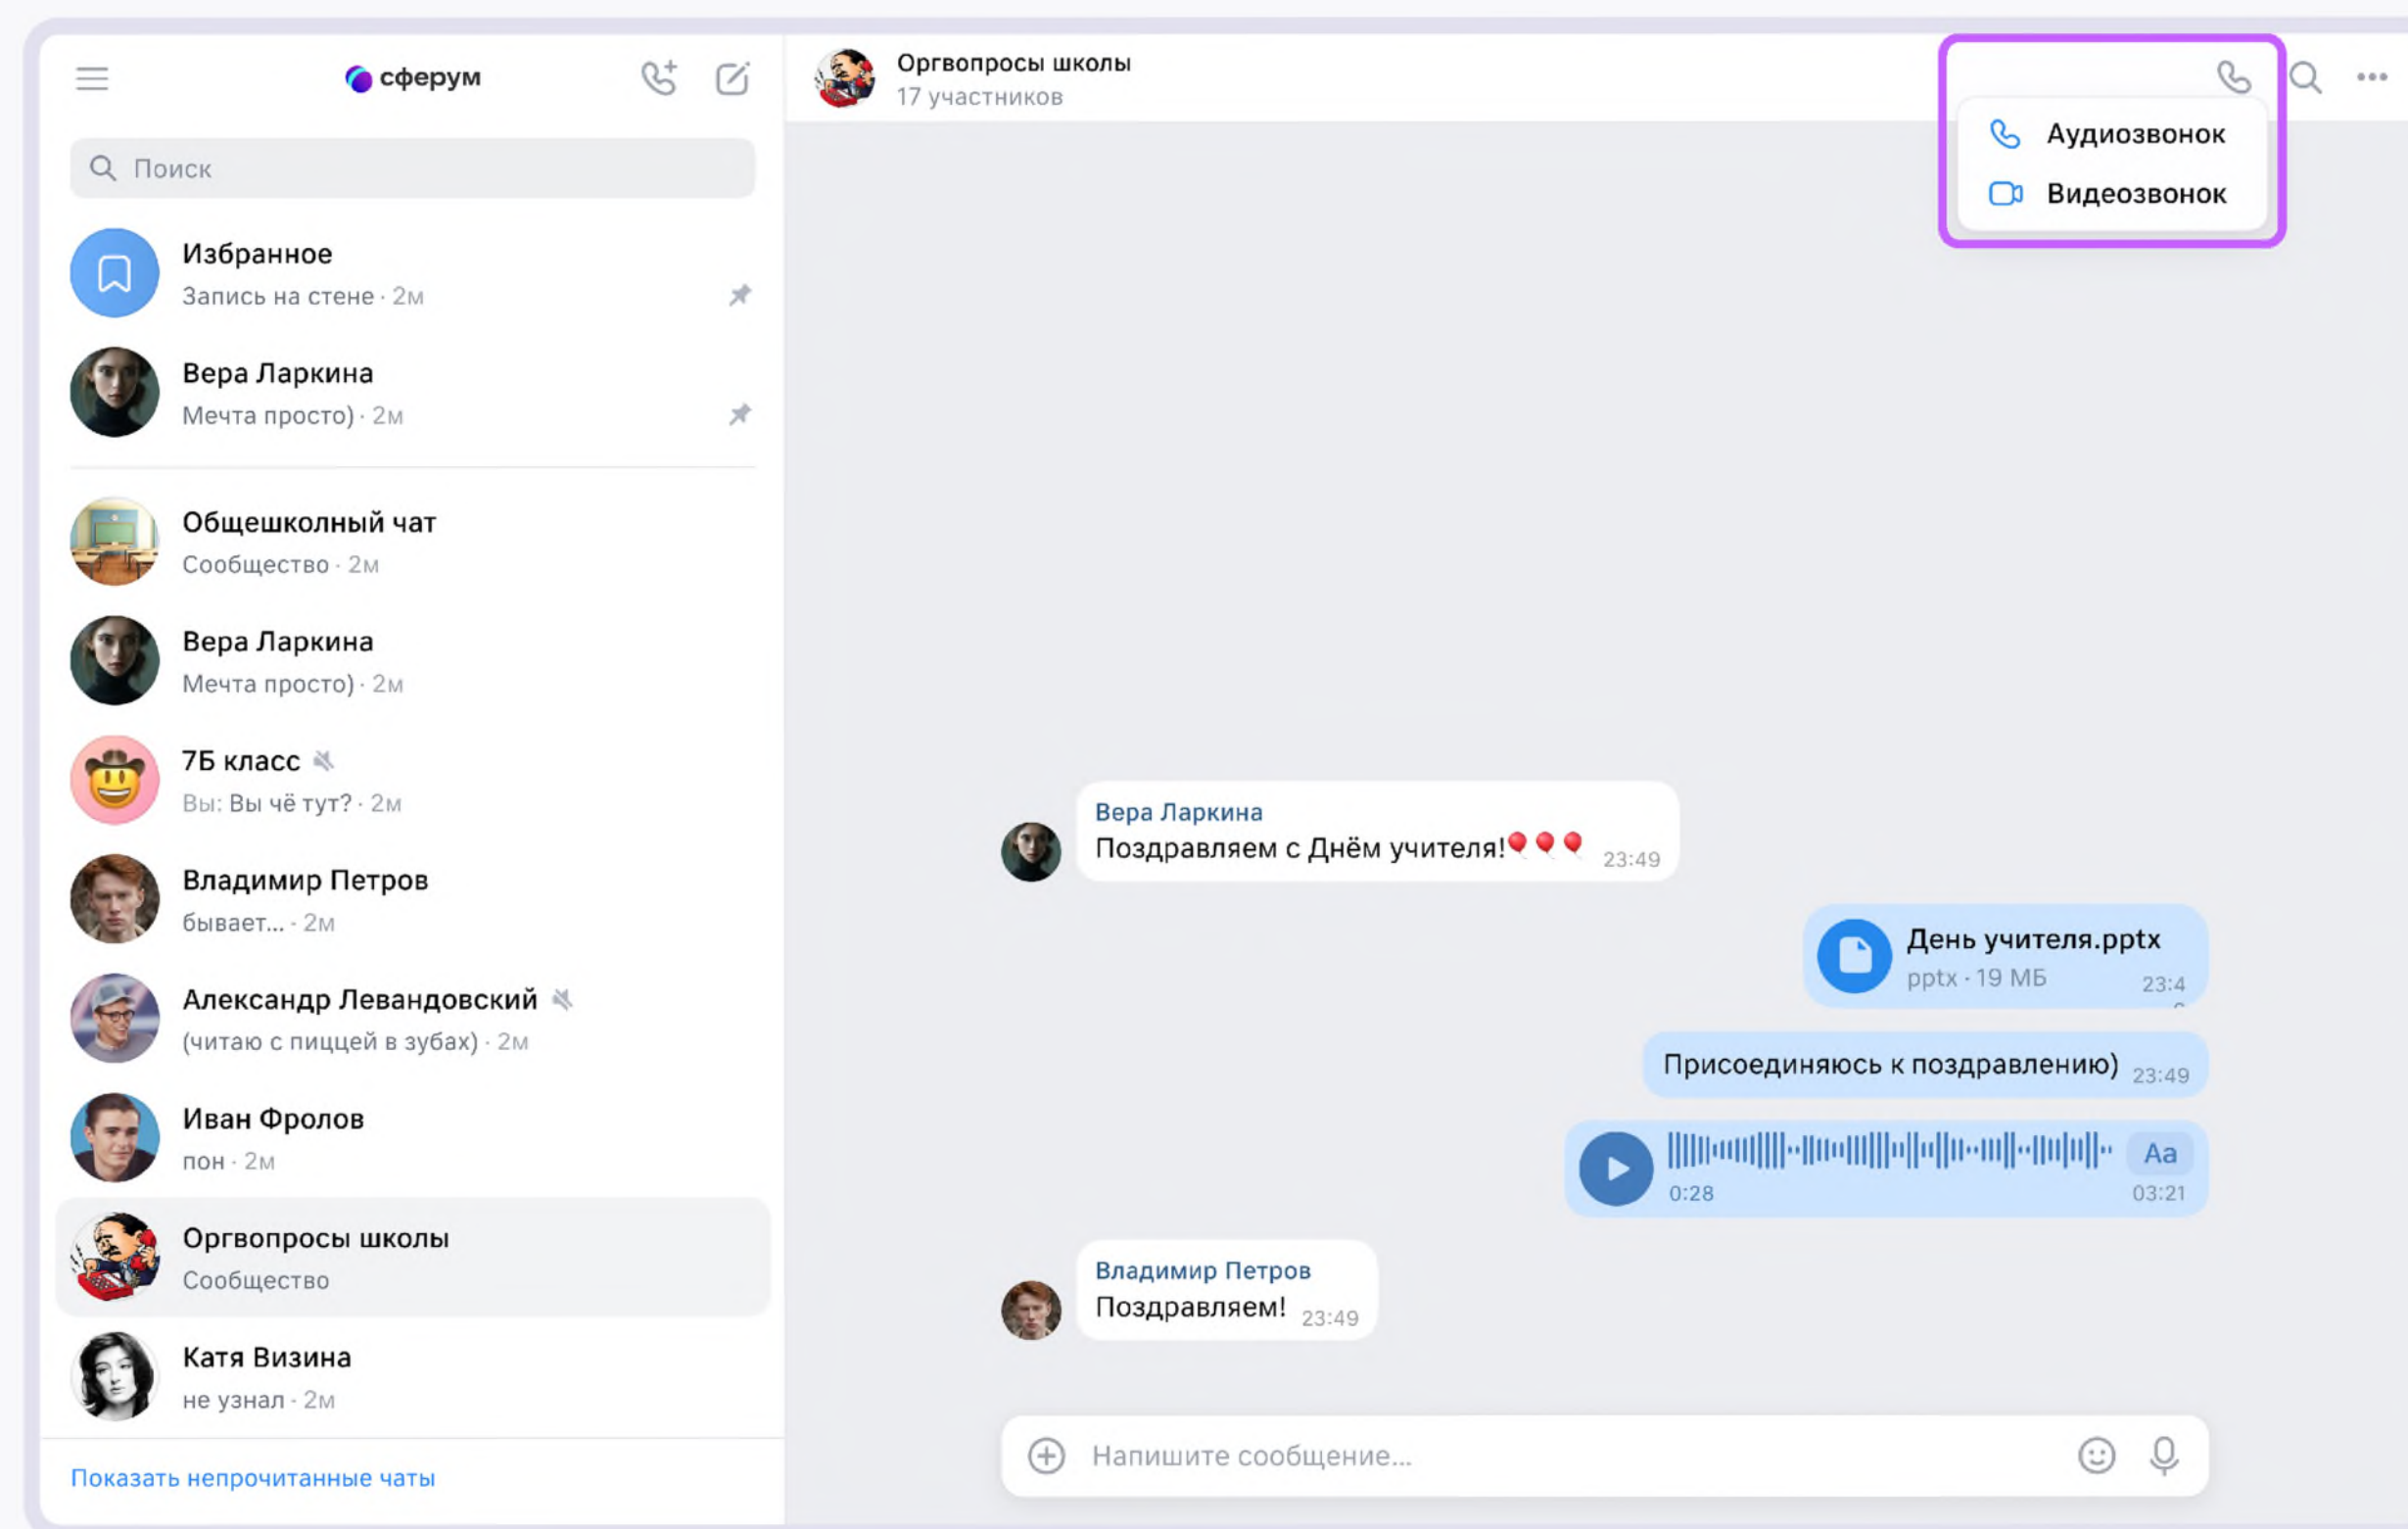 сферум
Поиск
Избранное
Запись на стене · 2м
Вера Ларкина
Мечта просто) · 2м
Общешколный чат
Сообщество · 2м
Вера Ларкина
Мечта просто) · 2м
7Б класс
Вы: Вы чё тут? · 2м
Владимир Петров
бывает... · 2м
Александр Левандовский
(читаю с пиццей в зубах) · 2м
Иван Фролов
пон · 2м
Оргвопросы школы
Сообщество
Катя Визина
не узнал · 2м
Показать непрочитанные чаты
Оргвопросы школы
17 участников
Аудиозвонок
Видеозвонок
Вера Ларкина
Поздравляем с Днём учителя!🎈🎈🎈 23:49
День учителя.pptx
pptx · 19 МБ 23:4
Присоединяюсь к поздравлению) 23:49
Aa
0:28 03:21
Владимир Петров
Поздравляем! 23:49
Напишите сообщение...